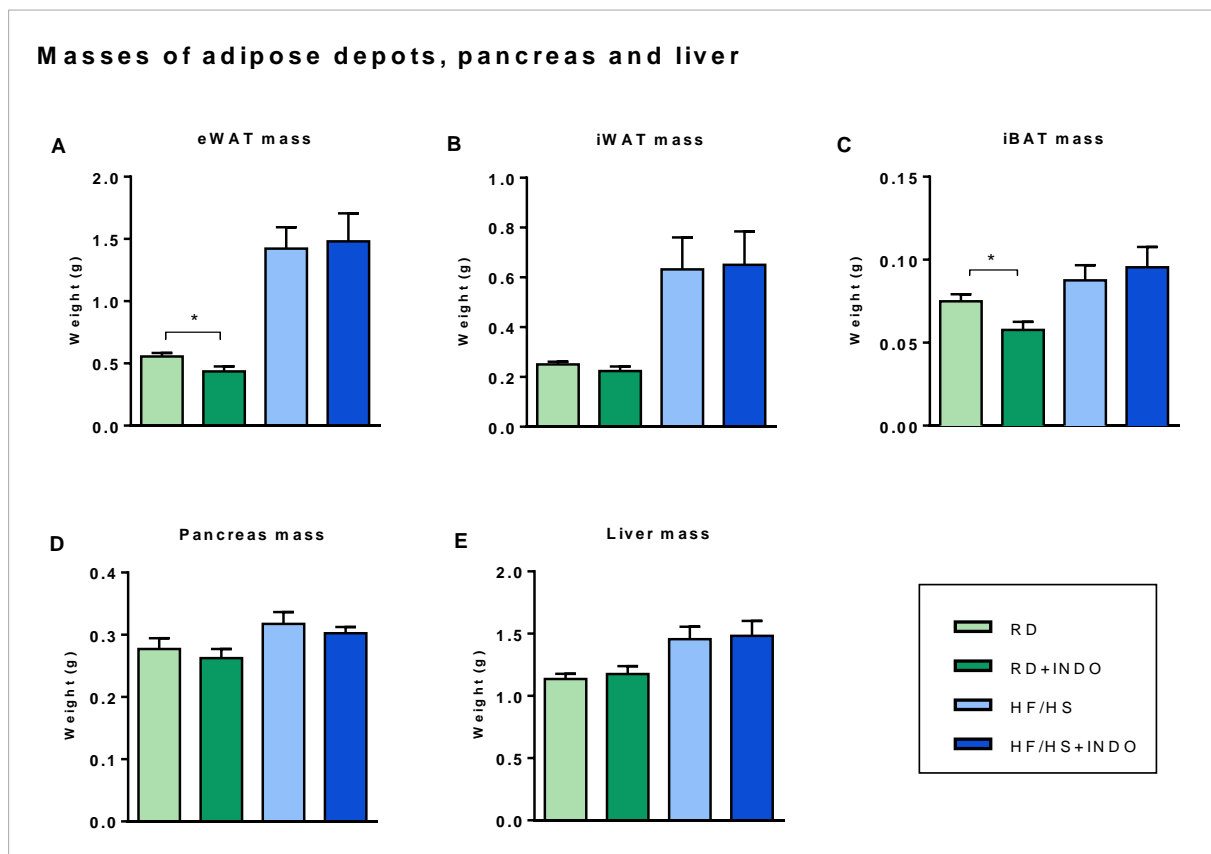 Masses of adipose depots, pancreas and liver
A
eWAT mass
Weight (g)
2.0
1.5
1.0
0.5
0.0
*
B
iWAT mass
Weight (g)
1.0
0.8
0.6
0.4
0.2
0.0
C
iBAT mass
Weight (g)
0.15
0.10
0.05
0.00
*
D
Pancreas mass
Weight (g)
0.4
0.3
0.2
0.1
0.0
E
Liver mass
Weight (g)
2.0
1.5
1.0
0.5
0.0
RD
RD+INDO
HF/HS
HF/HS+INDO